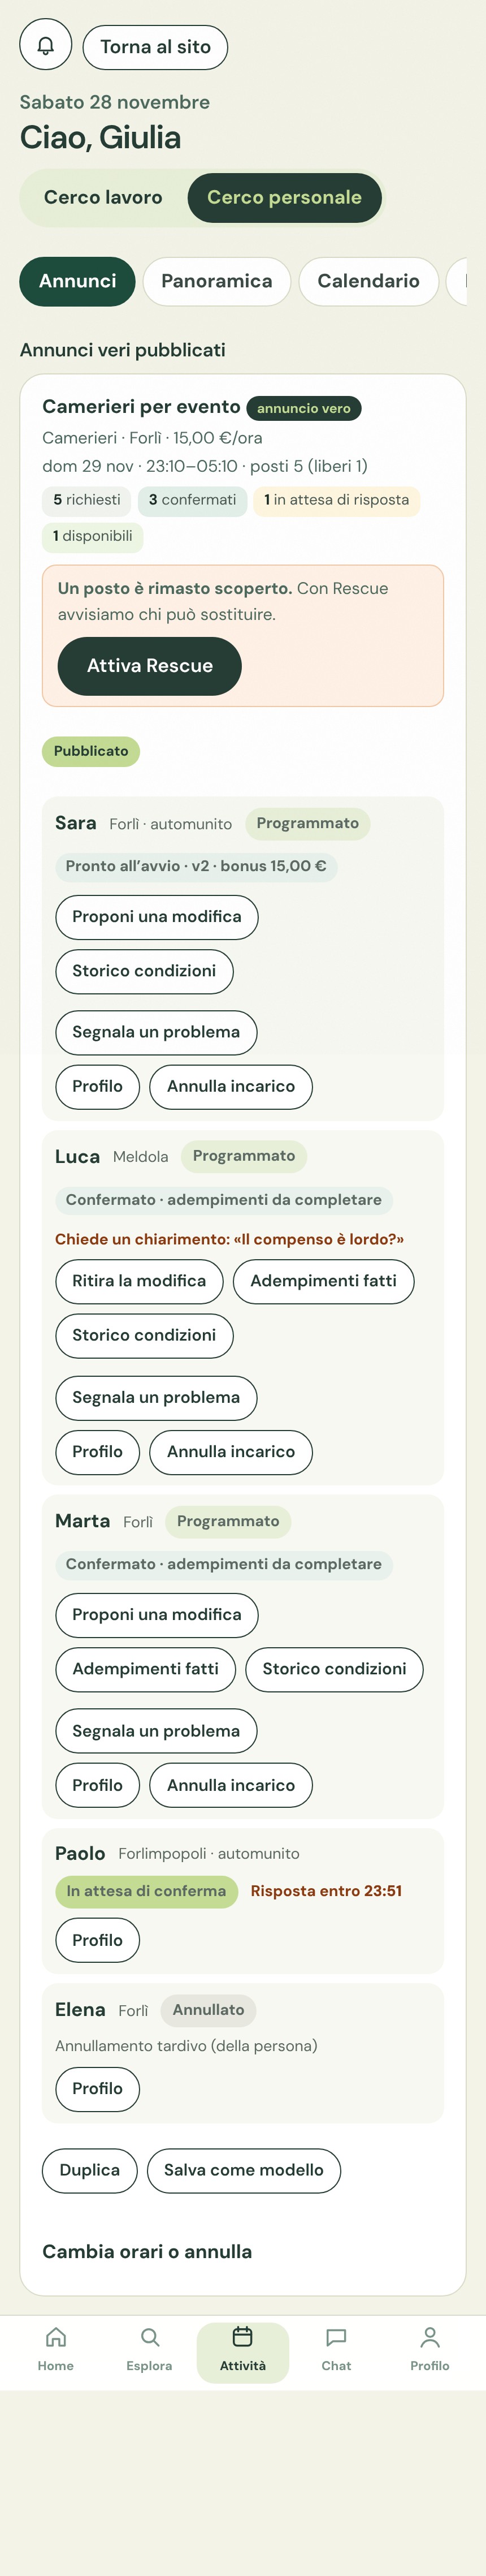 Torna al sito
Sabato 28 novembre
Ciao, Giulia
Cerco lavoro Cerco personale
Annunci Panoramica Calendario
Annunci veri pubblicati
Camerieri per evento annuncio vero
Camerieri · Forlì · 15,00 €/ora
dom 29 nov · 23:10–05:10 · posti 5 (liberi 1)
5 richiesti 3 confermati 1 in attesa di risposta
1 disponibili
Un posto è rimasto scoperto. Con Rescue
avvisiamo chi può sostituire.
Attiva Rescue
Pubblicato
Sara Forlì · automunito Programmato
Pronto all’avvio · v2 · bonus 15,00 €
Proponi una modifica
Storico condizioni
Segnala un problema
Profilo Annulla incarico
Luca Meldola Programmato
Confermato · adempimenti da completare
Chiede un chiarimento: «Il compenso è lordo?»
Ritira la modifica Adempimenti fatti
Storico condizioni
Segnala un problema
Profilo Annulla incarico
Marta Forlì Programmato
Confermato · adempimenti da completare
Proponi una modifica
Adempimenti fatti Storico condizioni
Segnala un problema
Profilo Annulla incarico
Paolo Forlimpopoli · automunito
In attesa di conferma Risposta entro 23:51
Profilo
Elena Forlì Annullato
Annullamento tardivo (della persona)
Profilo
Duplica Salva come modello
Cambia orari o annulla
Home Esplora Attività Chat Profilo